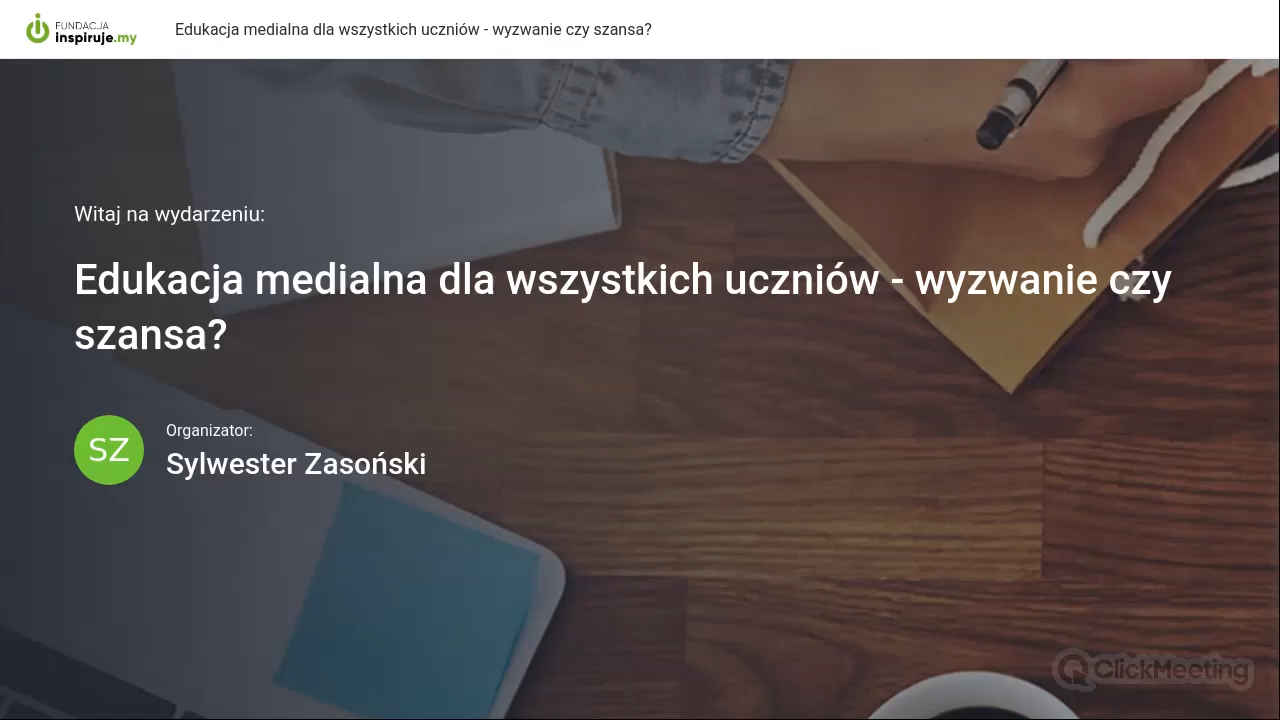 FUNDACJA
inspiruje.my
Edukacja medialna dla wszystkich uczniów - wyzwanie czy szansa?
Witaj na wydarzeniu:
Edukacja medialna dla wszystkich uczniów - wyzwanie czy
szansa?
SZ
Organizator:
Sylwester Zasoński
ClickMeeting